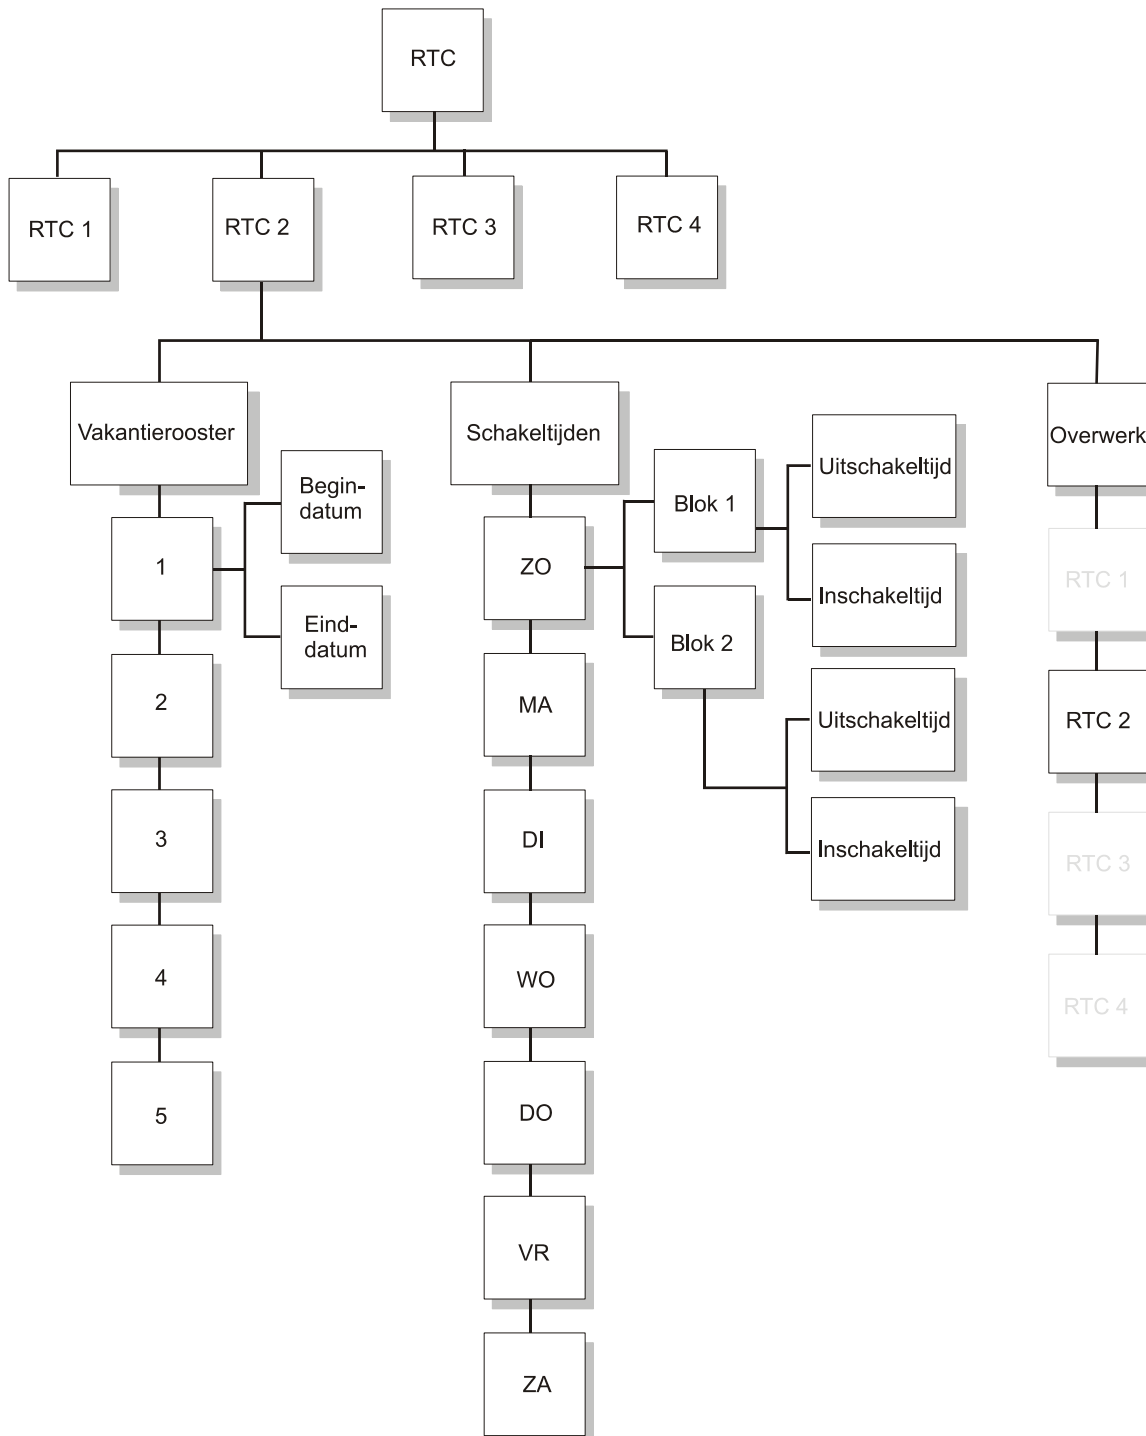 RTC
RTC 1
RTC 2
RTC 3
RTC 4
Vakantierooster
Schakeltijden
Overwerk
Begin-
datum
Eind-
datum
1
2
3
4
5
ZO
MA
DI
WO
DO
VR
ZA
Blok 1
Blok 2
Uitschakeltijd
Inschakeltijd
Uitschakeltijd
Inschakeltijd
RTC 1
RTC 2
RTC 3
RTC 4